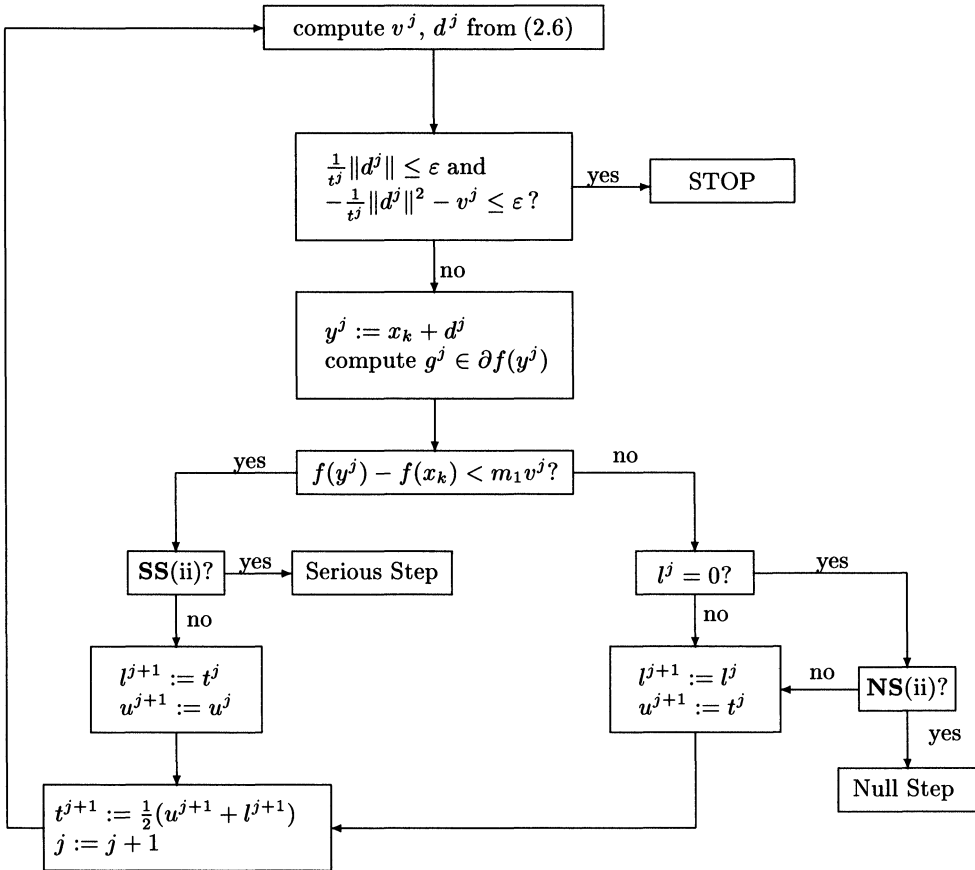 compute v^j, d^j from (2.6)
1/t^j ‖d^j‖ ≤ ε and
−1/t^j ‖d^j‖² − v^j ≤ ε?
yes
STOP
no
y^j := x_k + d^j
compute g^j ∈ ∂f(y^j)
yes
f(y^j) − f(x_k) < m₁v^j?
no
SS(ii)?
yes
Serious Step
l^j = 0?
yes
no
no
l^{j+1} := t^j
u^{j+1} := u^j
l^{j+1} := l^j
u^{j+1} := t^j
no
NS(ii)?
yes
Null Step
t^{j+1} := ½(u^{j+1} + l^{j+1})
j := j + 1